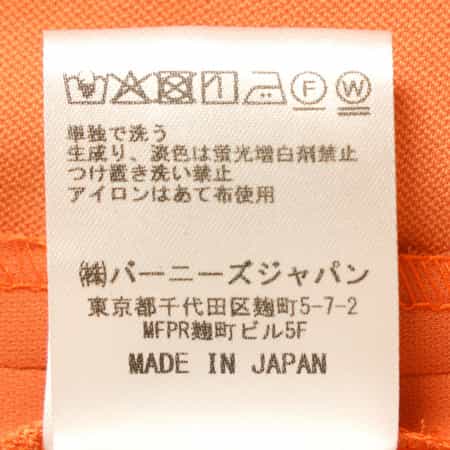 F W
単独で洗う
生成り、淡色は蛍光増白剤禁止
つけ置き洗い禁止
アイロンはあて布使用
㈱バーニーズジャパン
東京都千代田区麹町5-7-2
MFPR麹町ビル5F
MADE IN JAPAN